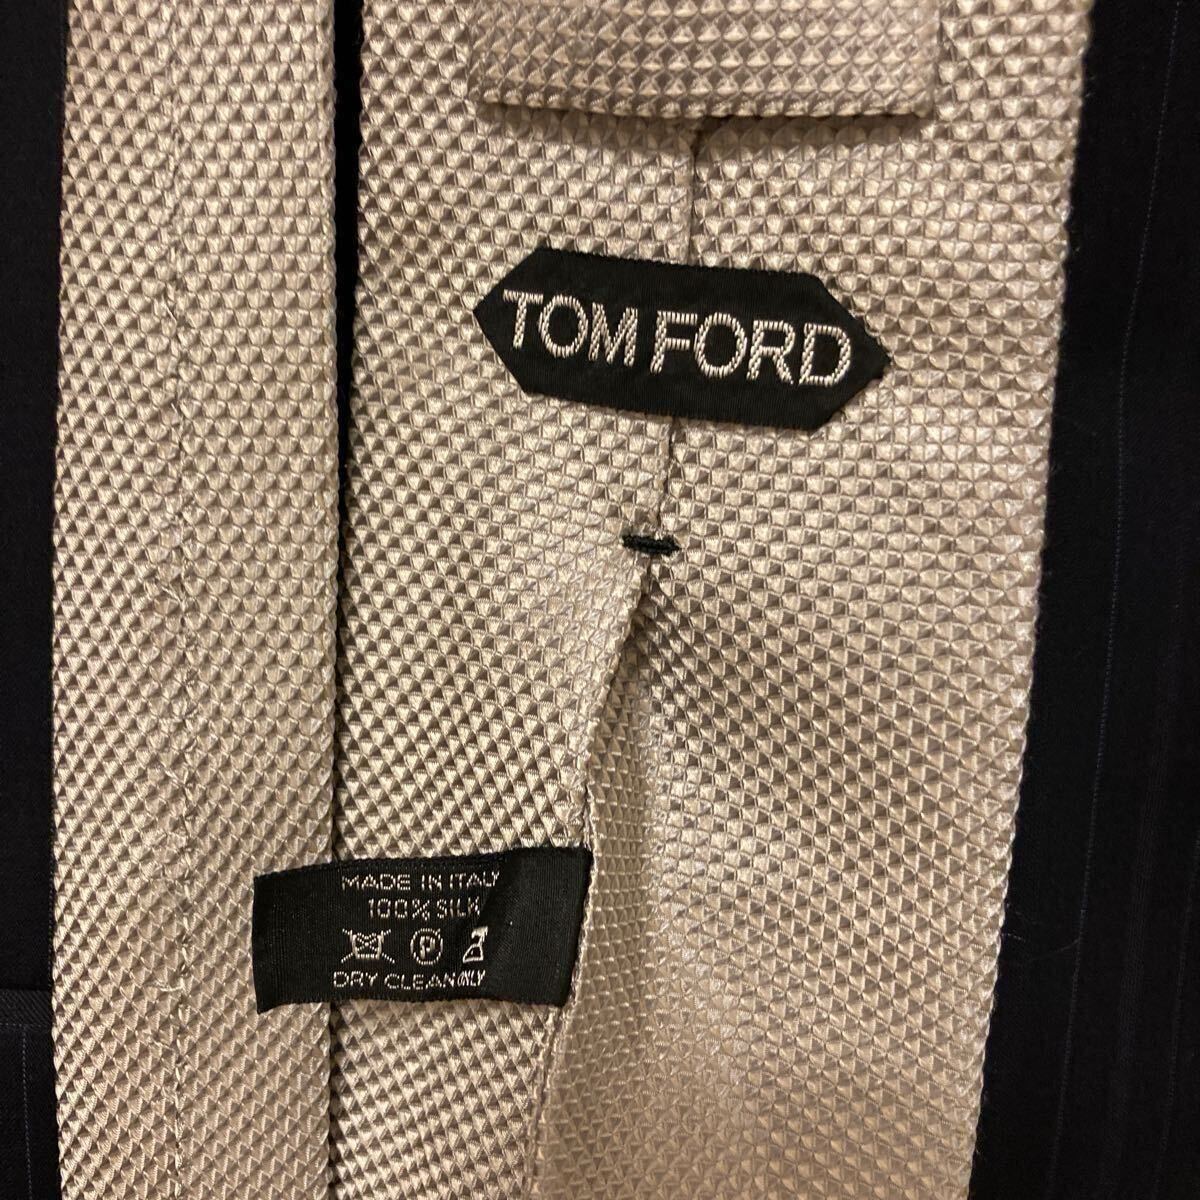 TOM FORD
MADE IN ITALY
100% SILK
P
DRY CLEAN ONLY